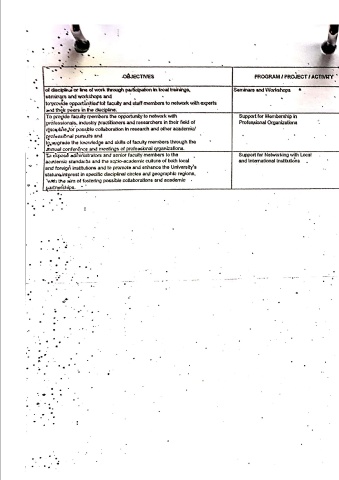 OBJECTIVES
PROGRAM / PROJECT / ACTIVITY
of discipline or line of work through participation in local trainings,
seminars and workshops and
to provide opportunities for faculty and staff members to network with experts
and their peers in the discipline.
Seminars and Workshops
To provide faculty members the opportunity to network with
professionals, industry practitioners and researchers in their field of
discipline for possible collaboration in research and other academic/
professional pursuits and
to upgrade the knowledge and skills of faculty members through the
annual conference and meetings of professional organizations.
Support for Membership in
Professional Organizations
To expose administrators and senior faculty members to the
academic standards and the socio-academic culture of both local
and foreign institutions and to promote and enhance the University's
status/interest in specific disciplinal circles and geographic regions,
with the aim of fostering possible collaborations and academic
partnerships.
Support for Networking with Local
and International Institutions